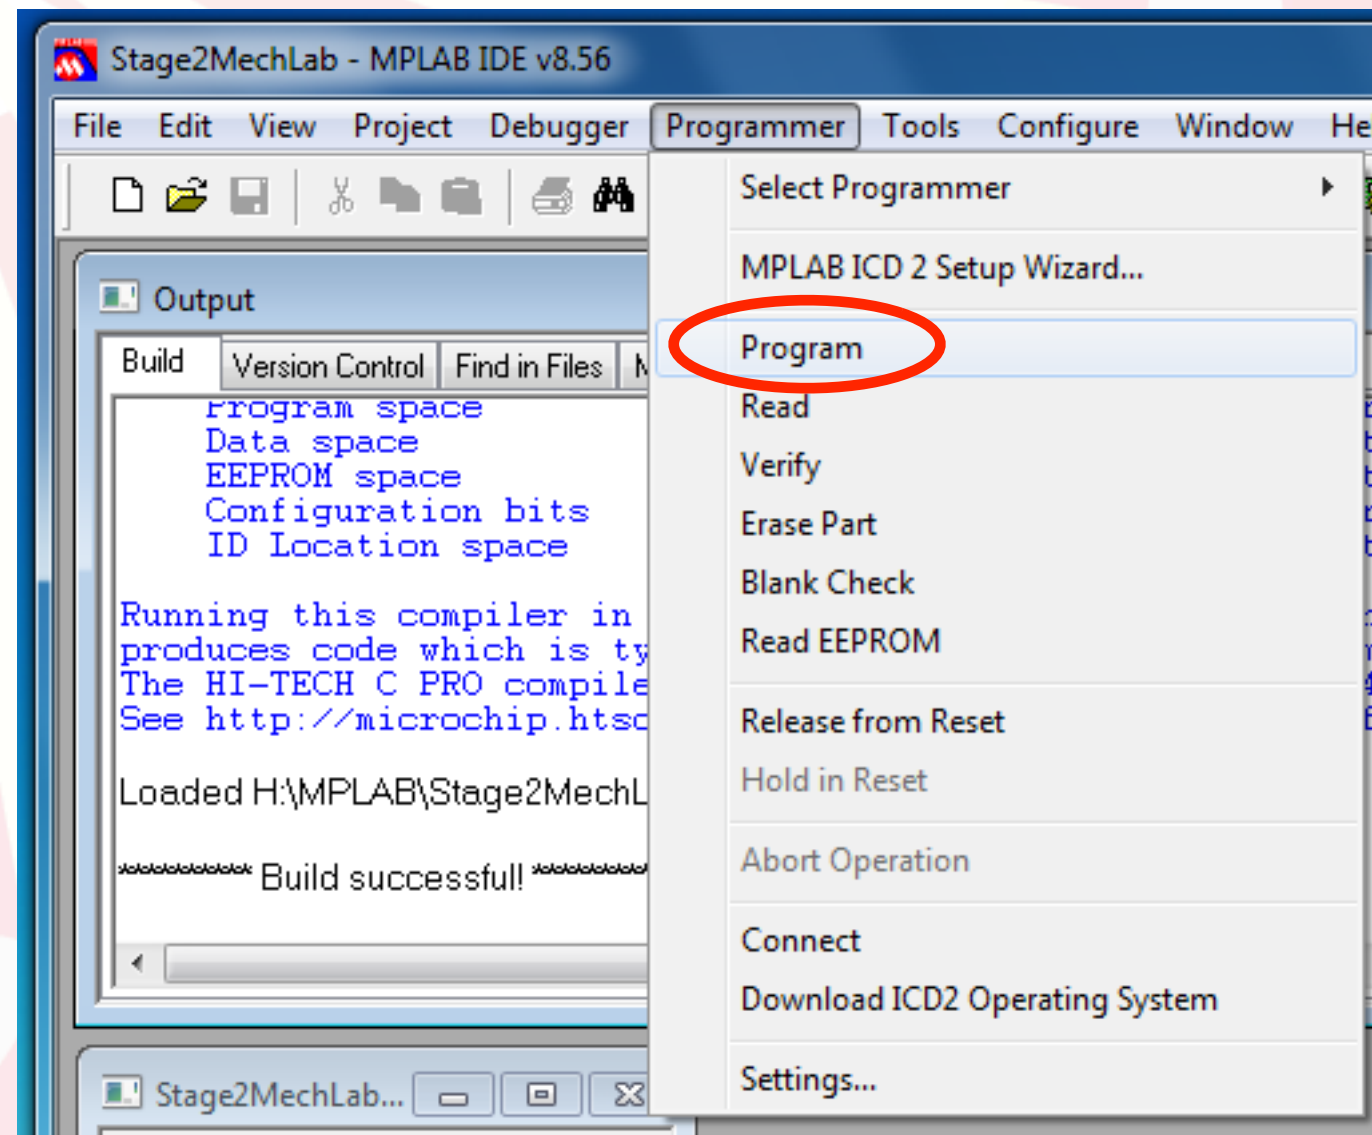 Stage2MechLab - MPLAB IDE v8.56
File Edit View Project Debugger Programmer Tools Configure Window He
Select Programmer
MPLAB ICD 2 Setup Wizard...
Program
Read
Verify
Erase Part
Blank Check
Read EEPROM
Release from Reset
Hold in Reset
Abort Operation
Connect
Download ICD2 Operating System
Settings...
Output
Build Version Control Find in Files M
Program space
Data space
EEPROM space
Configuration bits
ID Location space
Running this compiler in
produces code which is ty
The HI-TECH C PRO compile
See http://microchip.htso
Loaded H:\MPLAB\Stage2MechL
*********** Build successful! ***********
Stage2MechLab...